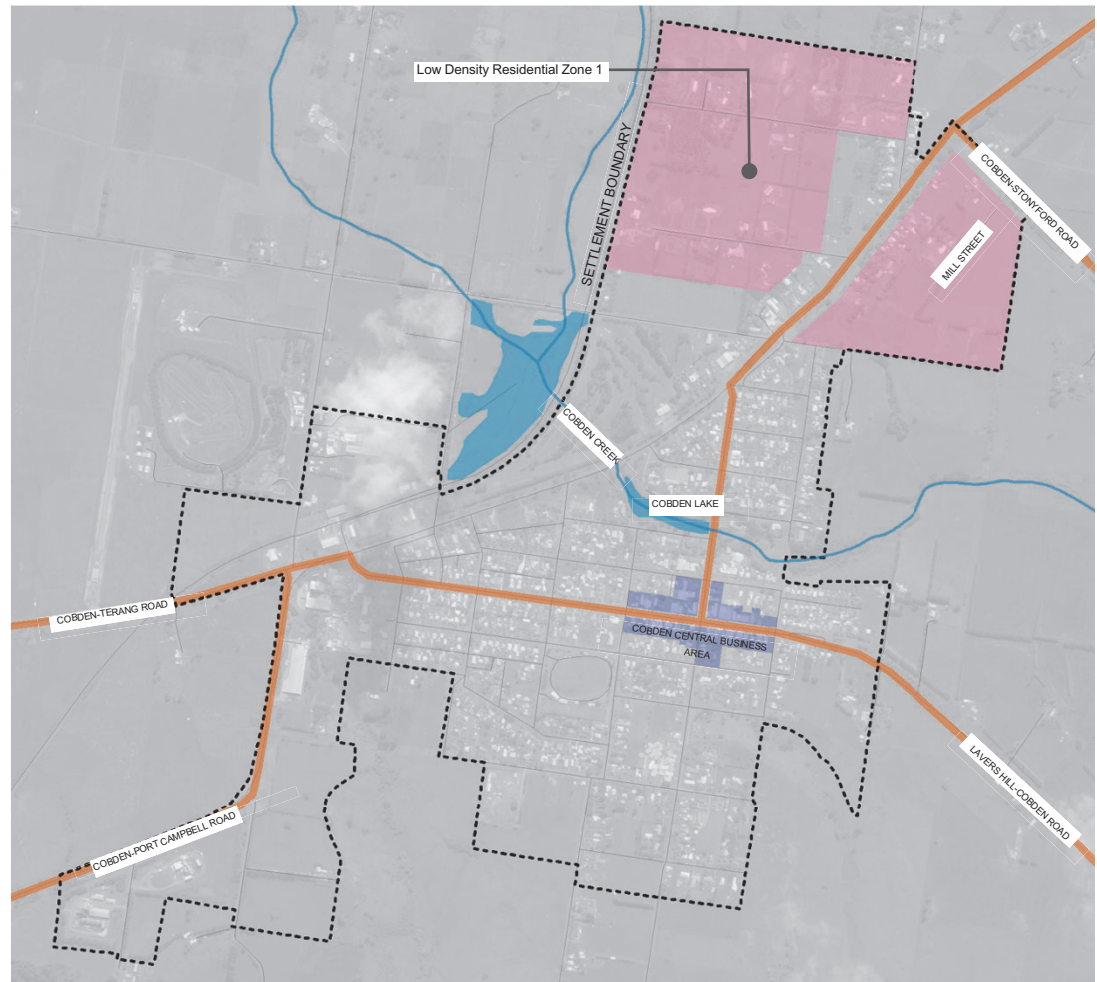 Low Density Residential Zone 1
SETTLEMENT BOUNDARY
COBDEN-STONYFORD ROAD
MILL STREET
COBDEN CREEK
COBDEN LAKE
COBDEN-TERANG ROAD
COBDEN CENTRAL BUSINESS
AREA
LAVERS HILL-COBDEN ROAD
COBDEN-PORT CAMPBELL ROAD